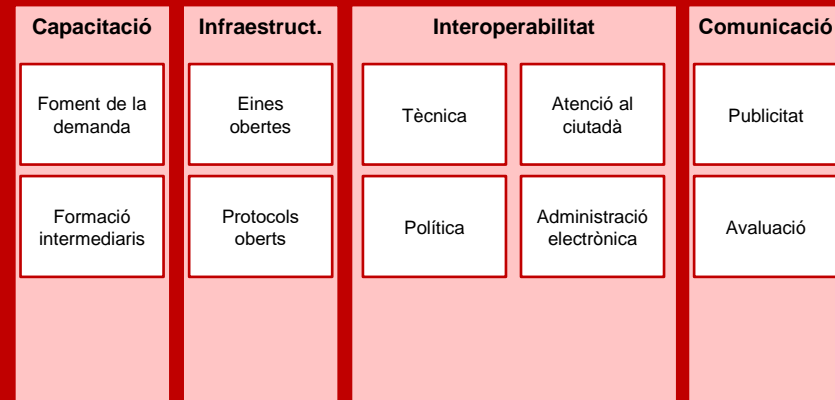 Capacitació
Infraestruct.
Interoperabilitat
Comunicació
Foment de la
demanda
Eines
obertes
Tècnica
Atenció al
ciutadà
Publicitat
Formació
intermediaris
Protocols
oberts
Política
Administració
electrònica
Avaluació